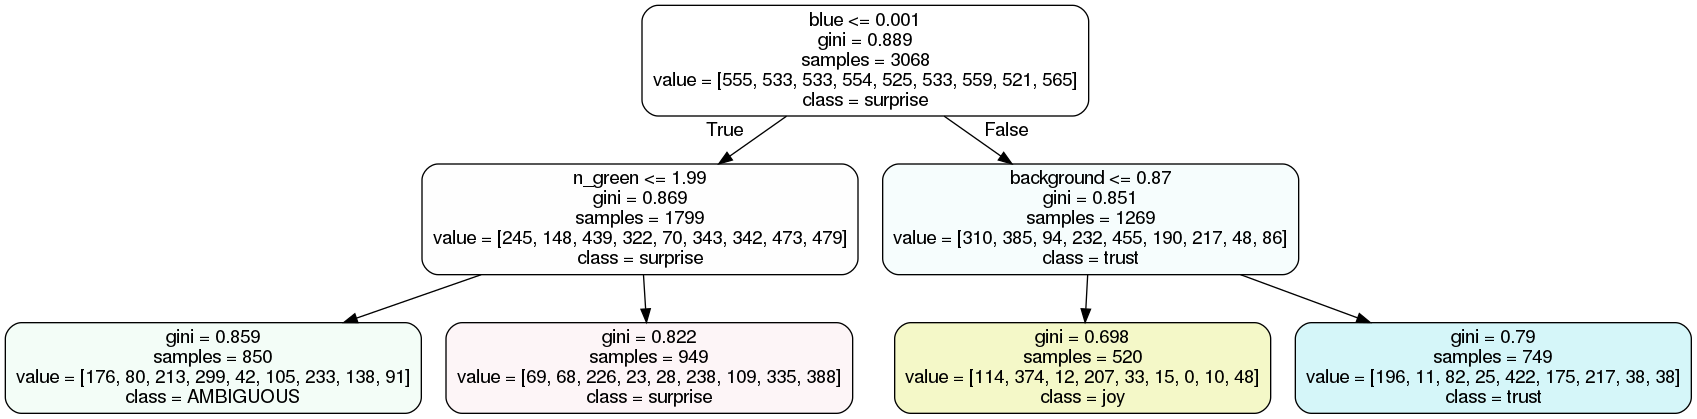 blue <= 0.001
gini = 0.889
samples = 3068
value = [555, 533, 533, 554, 525, 533, 559, 521, 565]
class = surprise
True
False
n_green <= 1.99
gini = 0.869
samples = 1799
value = [245, 148, 439, 322, 70, 343, 342, 473, 479]
class = surprise
background <= 0.87
gini = 0.851
samples = 1269
value = [310, 385, 94, 232, 455, 190, 217, 48, 86]
class = trust
gini = 0.859
samples = 850
value = [176, 80, 213, 299, 42, 105, 233, 138, 91]
class = AMBIGUOUS
gini = 0.822
samples = 949
value = [69, 68, 226, 23, 28, 238, 109, 335, 388]
class = surprise
gini = 0.698
samples = 520
value = [114, 374, 12, 207, 33, 15, 0, 10, 48]
class = joy
gini = 0.79
samples = 749
value = [196, 11, 82, 25, 422, 175, 217, 38, 38]
class = trust